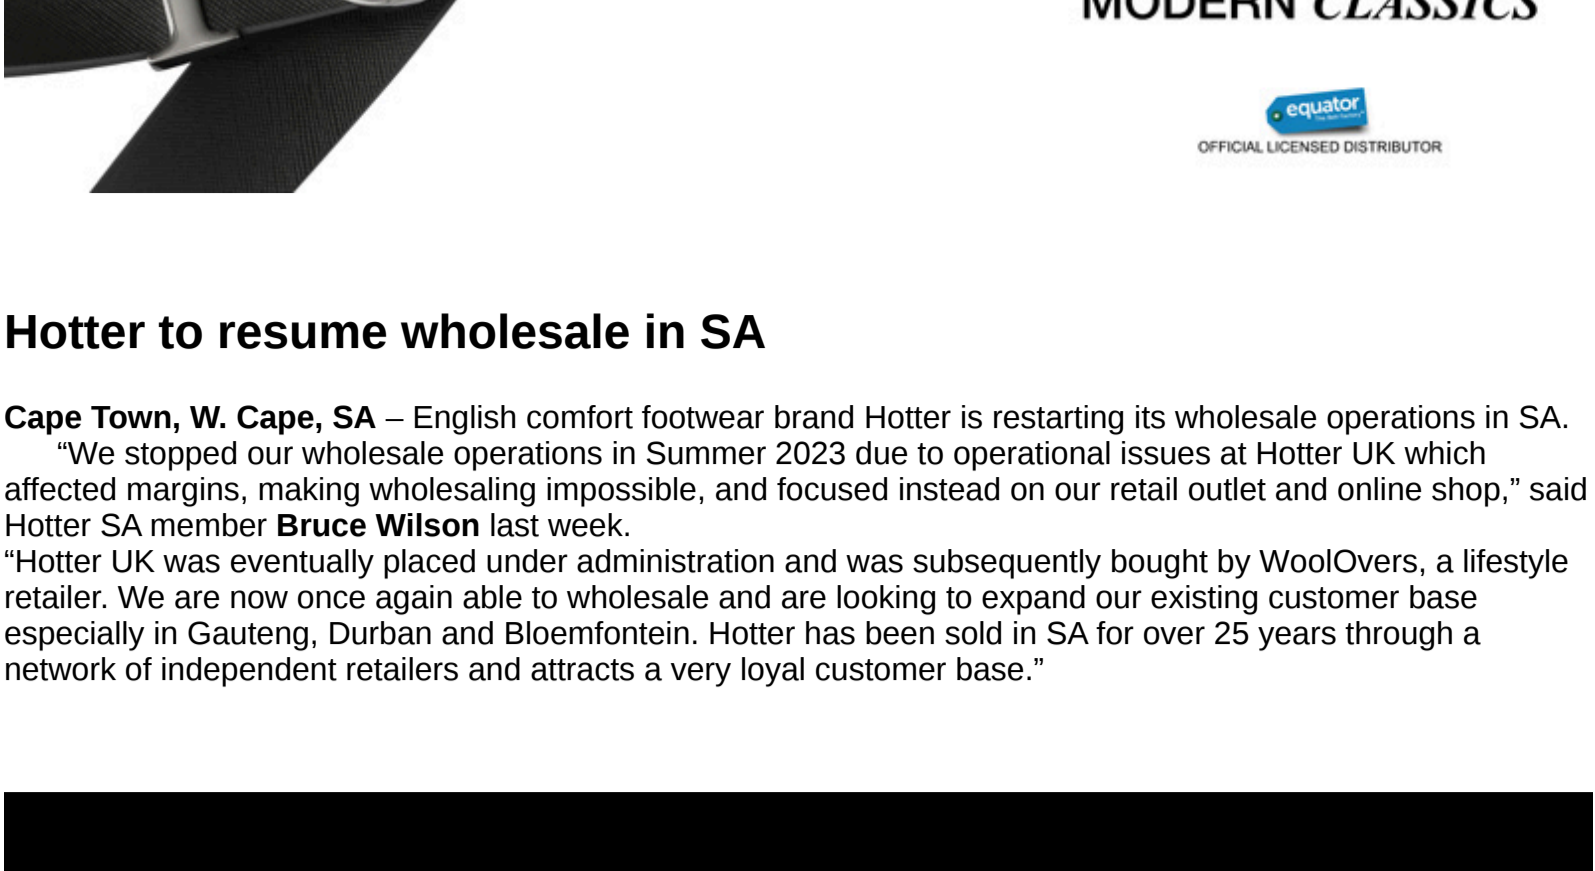 MODERN CLASSICS
equator
The Belt Factory
OFFICIAL LICENSED DISTRIBUTOR
Hotter to resume wholesale in SA
Cape Town, W. Cape, SA – English comfort footwear brand Hotter is restarting its wholesale operations in SA.
“We stopped our wholesale operations in Summer 2023 due to operational issues at Hotter UK which
affected margins, making wholesaling impossible, and focused instead on our retail outlet and online shop,” said
Hotter SA member Bruce Wilson last week.
“Hotter UK was eventually placed under administration and was subsequently bought by WoolOvers, a lifestyle
retailer. We are now once again able to wholesale and are looking to expand our existing customer base
especially in Gauteng, Durban and Bloemfontein. Hotter has been sold in SA for over 25 years through a
network of independent retailers and attracts a very loyal customer base.”